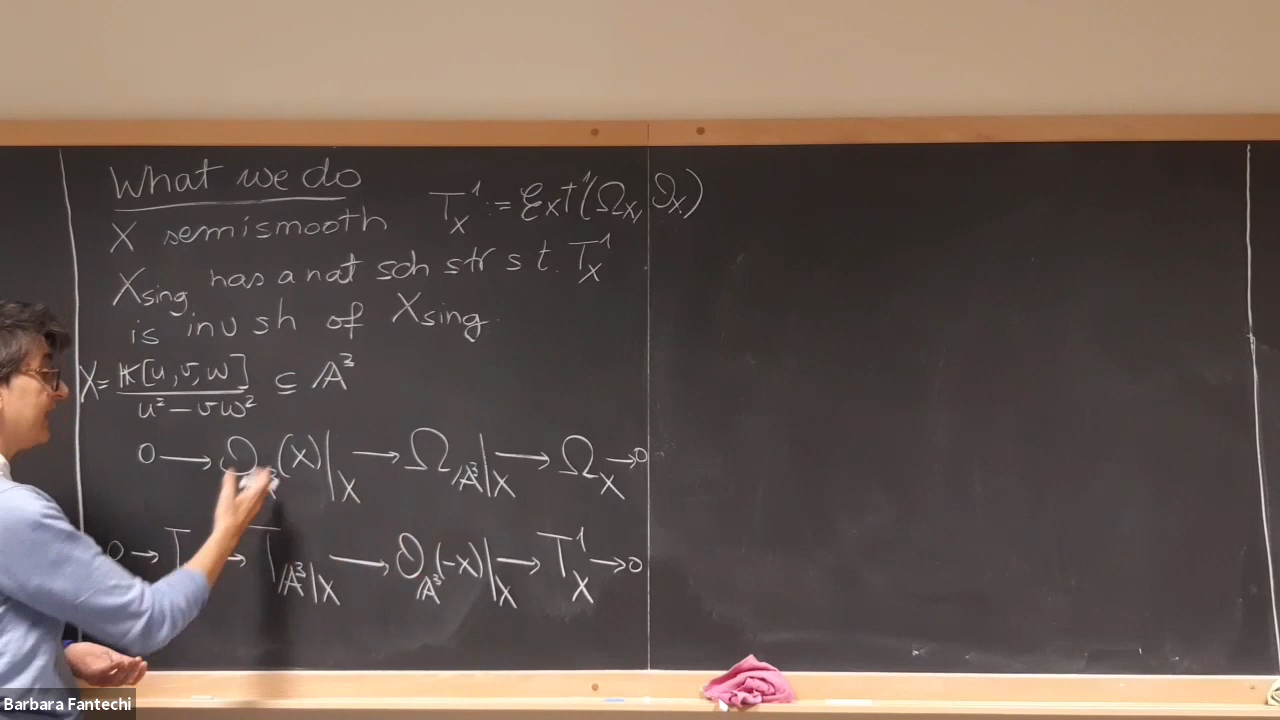 What we do
X semismooth T¹_X := Ext¹(Ω_X, O_X)
X_sing has a nat sch str s t. T¹_X
is inv sh of X_sing.
X = K[u,v,w] / u² - vw² ⊆ A³
0 → O_A³(X)|_X → Ω_A³|_X → Ω_X → 0
0 → T → T_A³|_X → O_A³(-X)|_X → T¹_X → 0
Barbara Fantechi